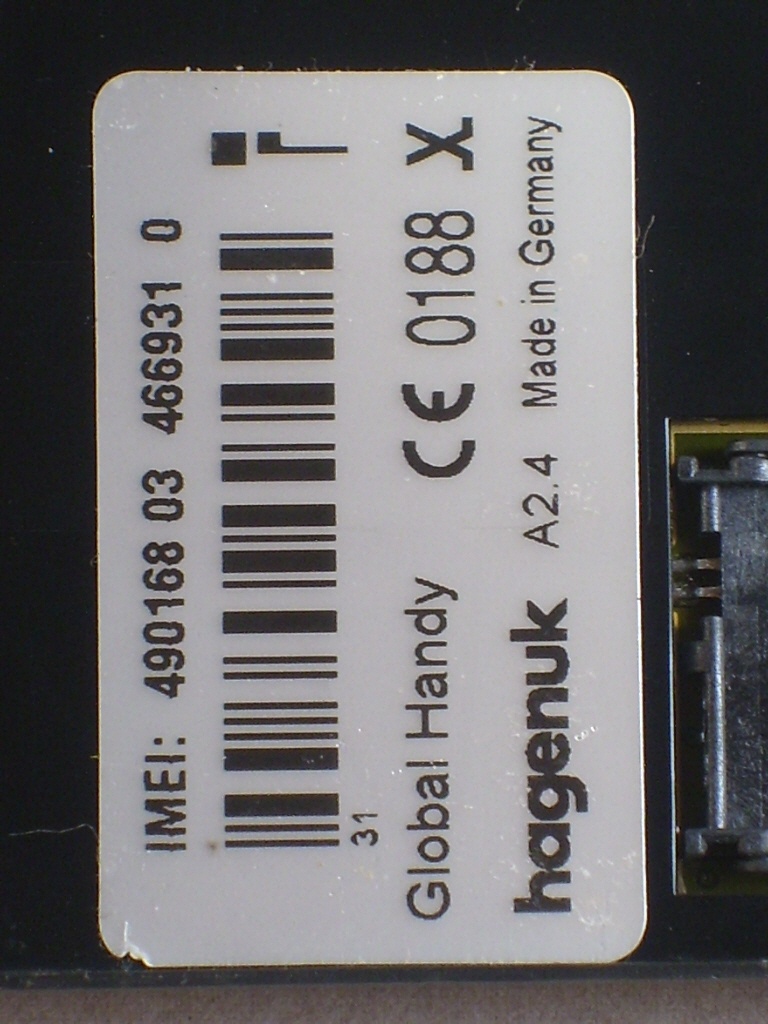 IMEI: 490168 03 466931 0
31
Global Handy CE 0188 X
hagenuk A2.4 Made in Germany